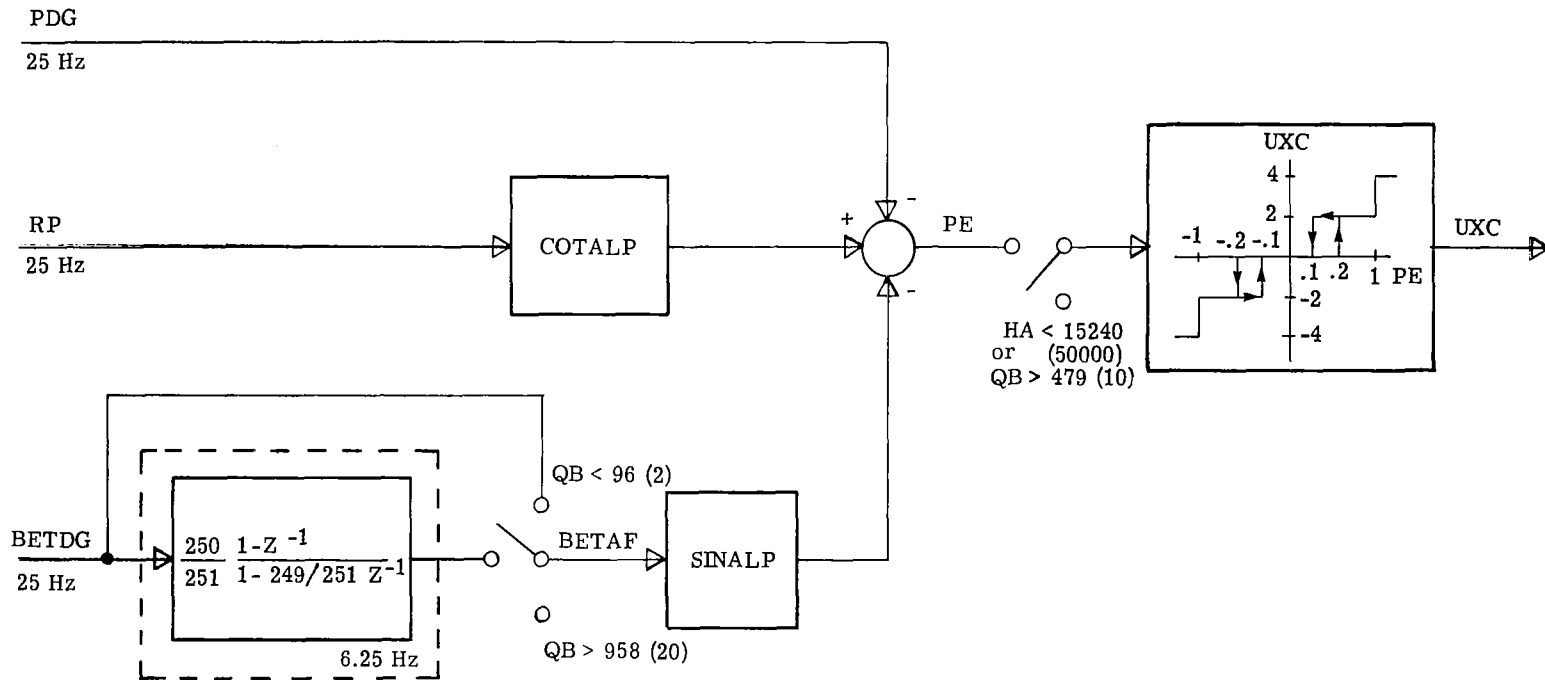 PDG
25 Hz
RP
25 Hz
COTALP
+
-
-
PE
HA < 15240
or (50000)
QB > 479 (10)
UXC
4
2
-1 -.2 -.1
.1 .2 1 PE
-2
-4
UXC
QB < 96 (2)
BETDG
25 Hz
250 1-Z -1
251 1- 249/251 Z-1
6.25 Hz
BETAF
SINALP
QB > 958 (20)